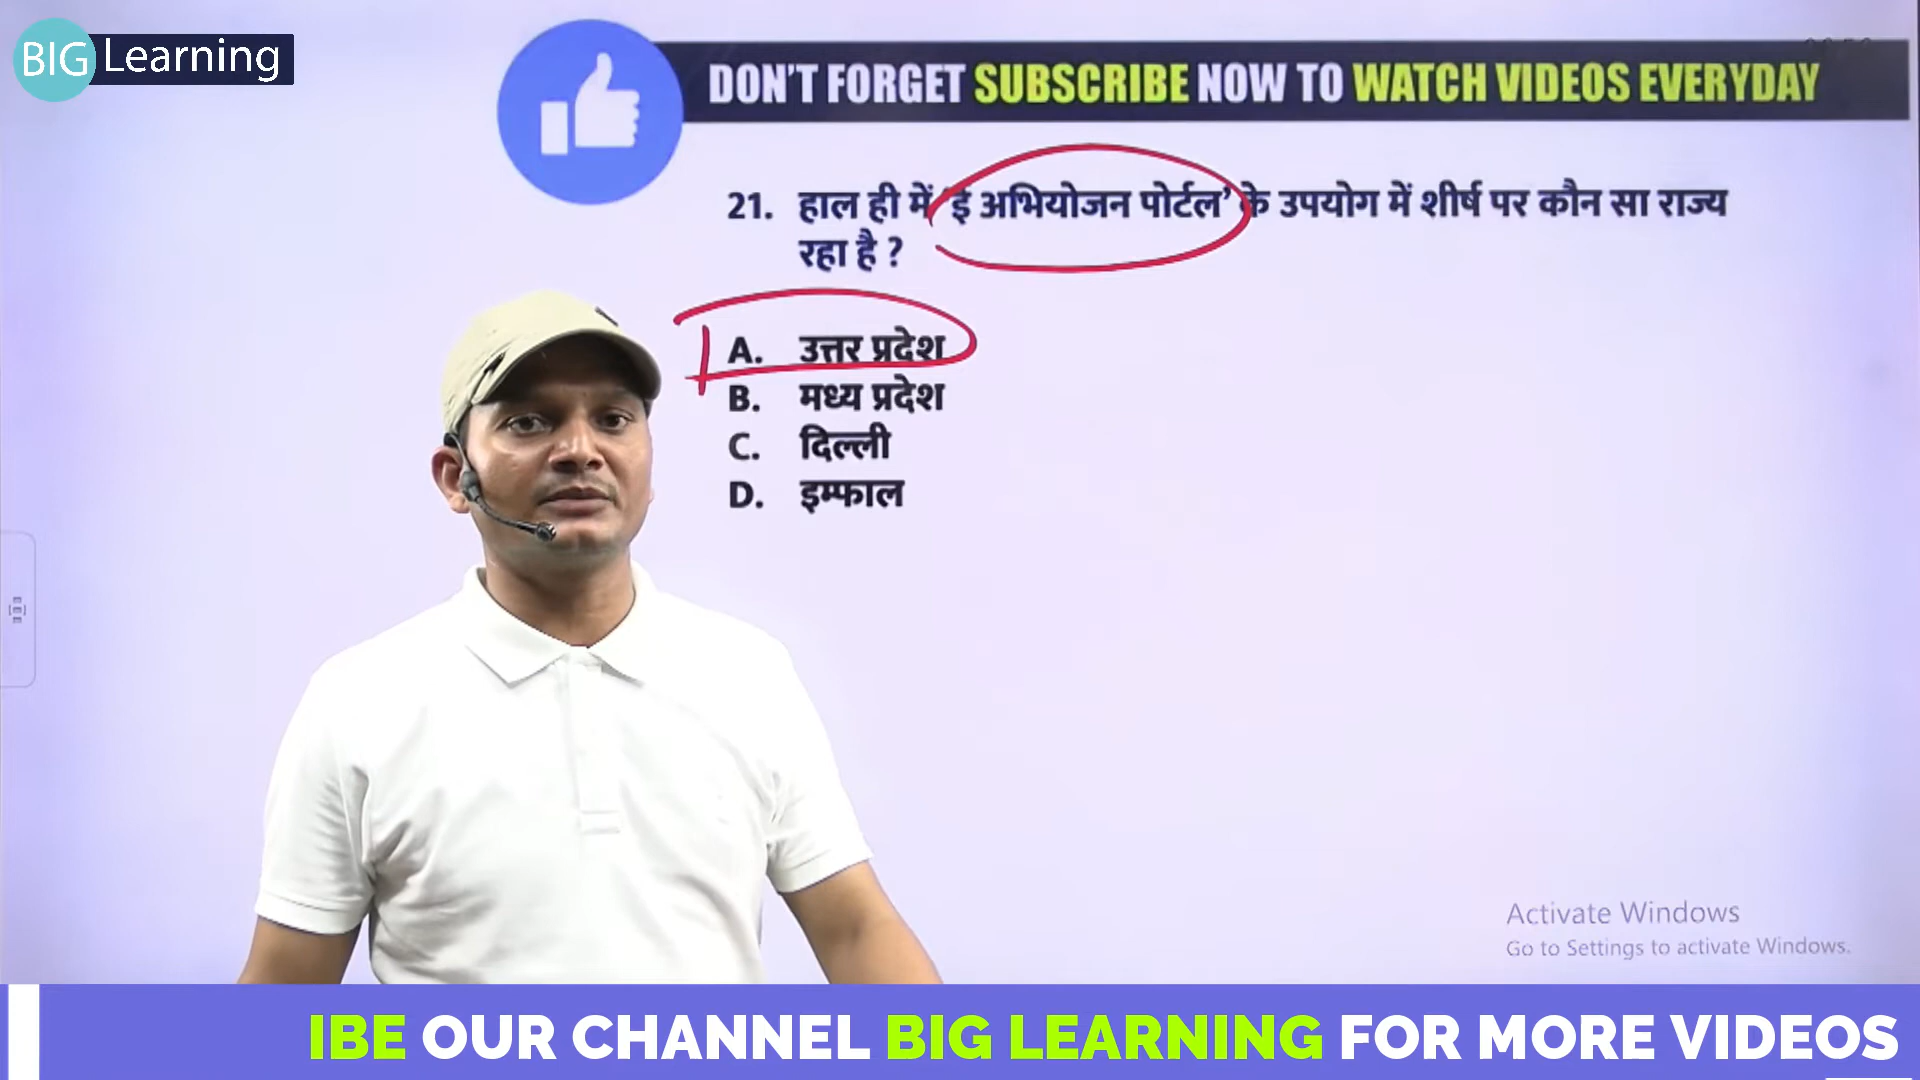 BIG Learning
DON'T FORGET SUBSCRIBE NOW TO WATCH VIDEOS EVERYDAY
21. हाल ही में 'ई अभियोजन पोर्टल' के उपयोग में शीर्ष पर कौन सा राज्य
रहा है ?
A. उत्तर प्रदेश
B. मध्य प्रदेश
C. दिल्ली
D. इम्फाल
Activate Windows
Go to Settings to activate Windows.
IBE OUR CHANNEL BIG LEARNING FOR MORE VIDEOS